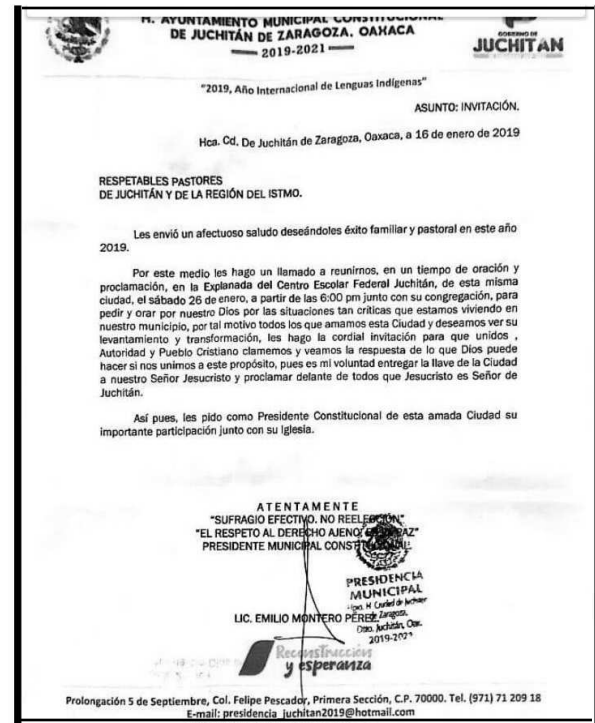 H. AYUNTAMIENTO MUNICIPAL CONSTITUCIONAL
DE JUCHITÁN DE ZARAGOZA, OAXACA
2019-2021
GOBIERNO DE
JUCHITÁN
"2019, Año Internacional de Lenguas Indígenas"
ASUNTO: INVITACIÓN.
Hca. Cd. De Juchitán de Zaragoza, Oaxaca, a 16 de enero de 2019
RESPETABLES PASTORES
DE JUCHITÁN Y DE LA REGIÓN DEL ISTMO.
Les envió un afectuoso saludo deseándoles éxito familiar y pastoral en este año
2019.
Por este medio les hago un llamado a reunirnos, en un tiempo de oración y
proclamación, en la Explanada del Centro Escolar Federal Juchitán, de esta misma
ciudad, el sábado 26 de enero, a partir de las 6:00 pm junto con su congregación, para
pedir y orar por nuestro Dios por las situaciones tan críticas que estamos viviendo en
nuestro municipio, por tal motivo todos los que amamos esta Ciudad y deseamos ver su
levantamiento y transformación, les hago la cordial invitación para que unidos ,
Autoridad y Pueblo Cristiano clamemos y veamos la respuesta de lo que Dios puede
hacer si nos unimos a este propósito, pues es mi voluntad entregar la llave de la Ciudad
a nuestro Señor Jesucristo y proclamar delante de todos que Jesucristo es Señor de
Juchitán.
Así pues, les pido como Presidente Constitucional de esta amada Ciudad su
importante participación junto con su Iglesia.
ATENTAMENTE
"SUFRAGIO EFECTIVO. NO REELECCIÓN"
"EL RESPETO AL DERECHO AJENO ES LA PAZ"
PRESIDENTE MUNICIPAL CONSTITUCIONAL
PRESIDENCIA
MUNICIPAL
Zaragoza,
Dtto. Juchitán, Oax.
2019-2021
LIC. EMILIO MONTERO PÉREZ
Reconstrucción
y esperanza
Prolongación 5 de Septiembre, Col. Felipe Pescador, Primera Sección, C.P. 70000. Tel. (971) 71 209 18
E-mail: presidencia_juchitan2019@hotmail.com